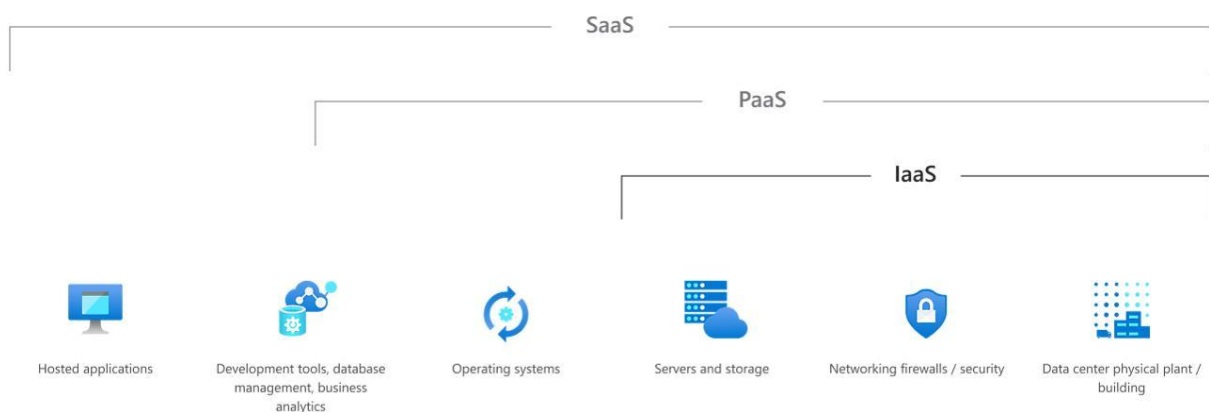 SaaS
PaaS
IaaS
Hosted applications
Development tools, database
management, business
analytics
Operating systems
Servers and storage
Networking firewalls / security
Data center physical plant /
building